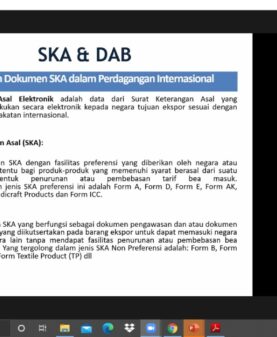 SKA & DAB
Dokumen SKA dalam Perdagangan Internasional
Asal Elektronik adalah data dari Surat Keterangan Asal yang
kukan secara elektronik kepada negara tujuan ekspor sesuai dengan
akatan internasional.
n Asal (SKA):
n SKA dengan fasilitas preferensi yang diberikan oleh negara atau
tentu bagi produk-produk yang memenuhi syarat berasal dari suatu
entuk penurunan atau pembebasan tarif bea masuk.
n jenis SKA preferensi ini adalah Form A, Form D, Form E, Form AK,
dicraft Products dan Form ICC.
SKA yang berfungsi sebagai dokumen pengawasan dan atau dokumen
yang diikutsertakan pada barang ekspor untuk dapat memasuki negara
ra lain tanpa mendapat fasilitas penurunan atau pembebasan bea
Yang tergolong dalam jenis SKA Non Preferensi adalah: Form B, Form
Form Textile Product (TP) dll